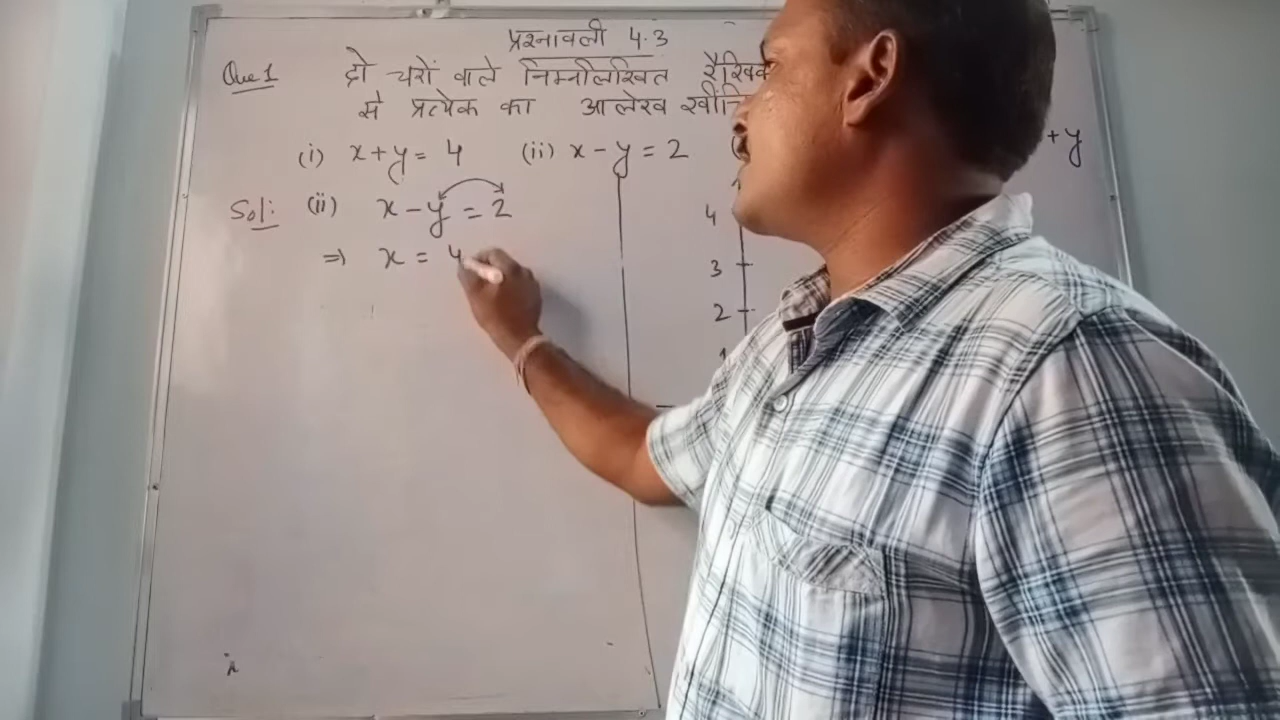 प्रश्नावली 4.3
Que 1 दो चरों वाले निम्नलिखित रैखिक
से प्रत्येक का आलेख
(i) x+y= 4 (ii) x-y=2 +y
Sol: (ii) x-y=2
⇒ x = 4
4
3
2
1